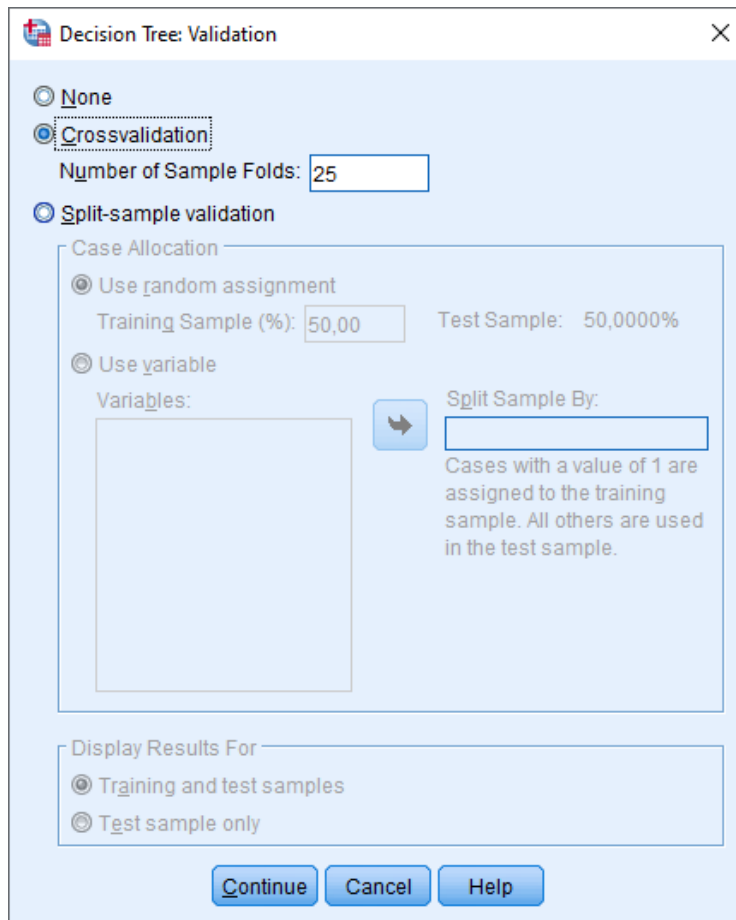 Decision Tree: Validation
None
Crossvalidation
Number of Sample Folds: 25
Split-sample validation
Case Allocation
Use random assignment
Training Sample (%): 50,00 Test Sample: 50,0000%
Use variable
Variables:
Split Sample By:
Cases with a value of 1 are
assigned to the training
sample. All others are used
in the test sample.
Display Results For
Training and test samples
Test sample only
Continue Cancel Help